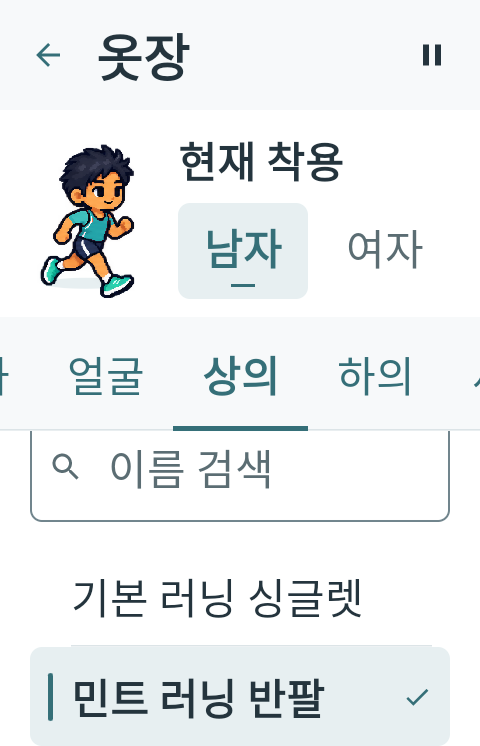 옷장
현재 착용
남자 여자
얼굴 상의 하의
이름 검색
기본 러닝 싱글렛
민트 러닝 반팔